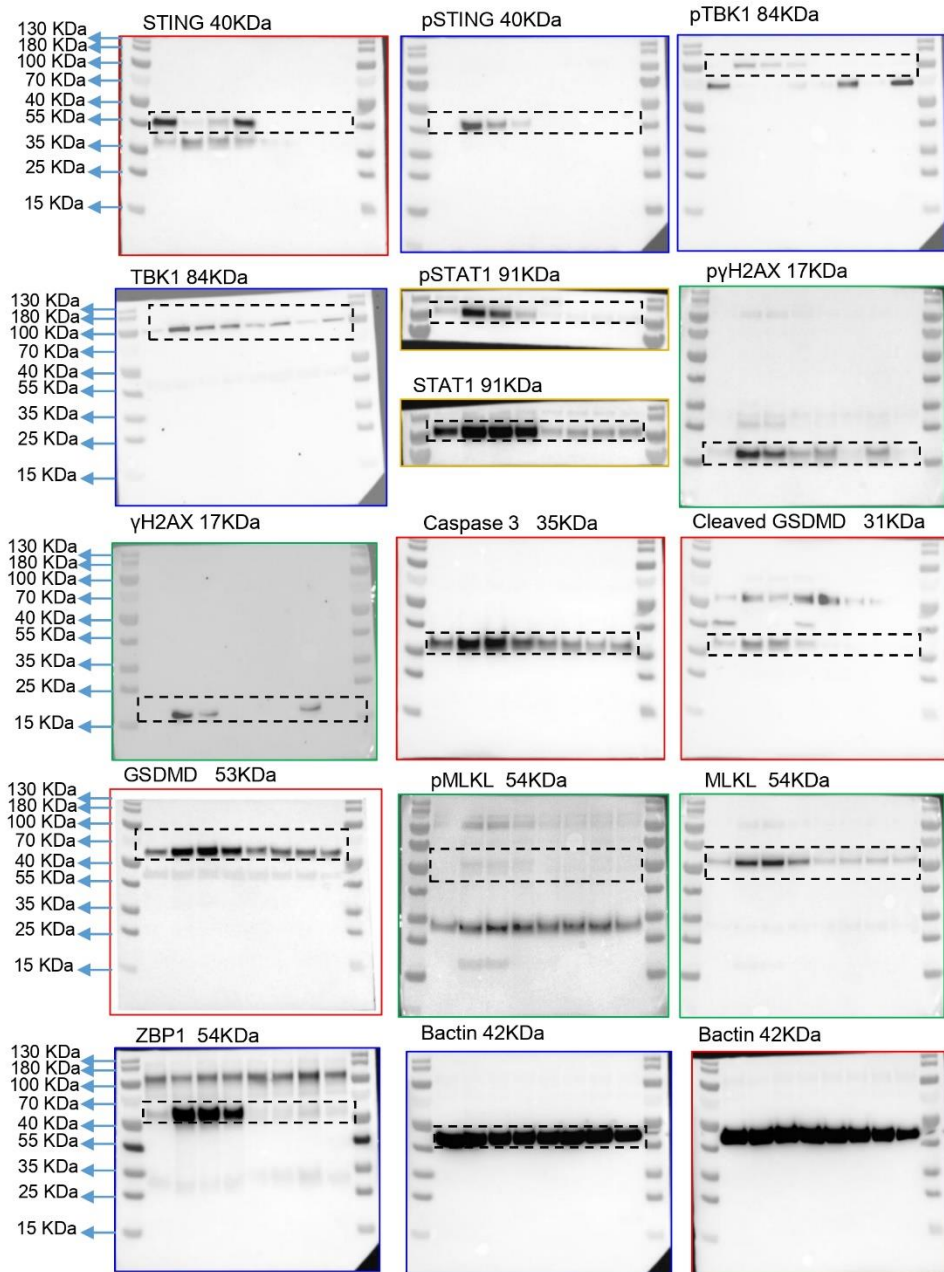 STING 40KDa
pSTING 40KDa
pTBK1 84KDa
130 KDa
180 KDa
100 KDa
70 KDa
40 KDa
55 KDa
35 KDa
25 KDa
15 KDa
TBK1 84KDa
pSTAT1 91KDa
pγH2AX 17KDa
130 KDa
180 KDa
100 KDa
70 KDa
40 KDa
55 KDa
35 KDa
25 KDa
15 KDa
STAT1 91KDa
γH2AX 17KDa
Caspase 3 35KDa
Cleaved GSDMD 31KDa
130 KDa
180 KDa
100 KDa
70 KDa
40 KDa
55 KDa
35 KDa
25 KDa
15 KDa
GSDMD 53KDa
pMLKL 54KDa
MLKL 54KDa
130 KDa
180 KDa
100 KDa
70 KDa
40 KDa
55 KDa
35 KDa
25 KDa
15 KDa
ZBP1 54KDa
Bactin 42KDa
Bactin 42KDa
130 KDa
180 KDa
100 KDa
70 KDa
40 KDa
55 KDa
35 KDa
25 KDa
15 KDa